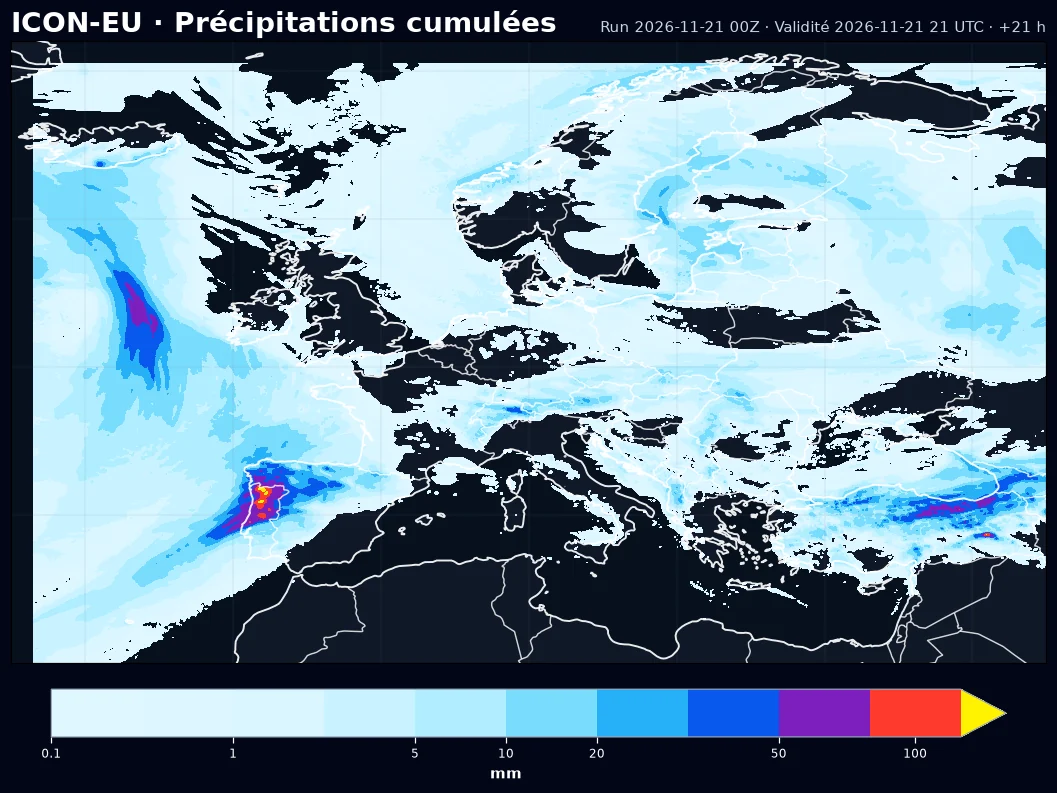 ICON-EU · Précipitations cumulées
Run 2026-11-21 00Z · Validité 2026-11-21 21 UTC · +21 h
0.1 1 5 10 20 50 100
mm